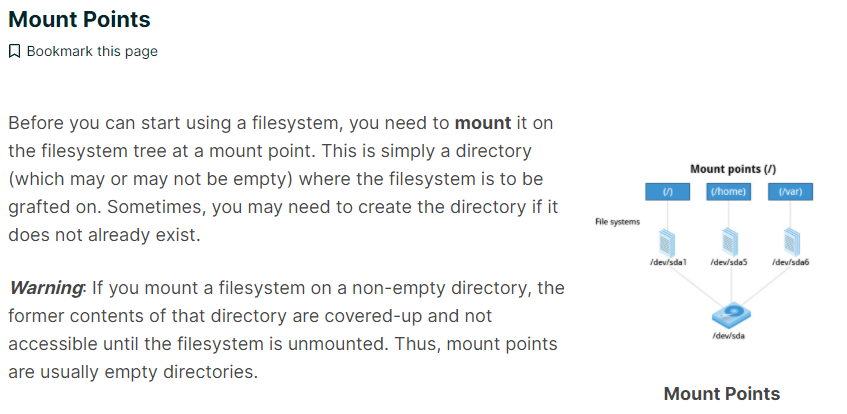 Mount Points
Bookmark this page
Before you can start using a filesystem, you need to mount it on
the filesystem tree at a mount point. This is simply a directory
(which may or may not be empty) where the filesystem is to be
grafted on. Sometimes, you may need to create the directory if it
does not already exist.
Warning: If you mount a filesystem on a non-empty directory, the
former contents of that directory are covered-up and not
accessible until the filesystem is unmounted. Thus, mount points
are usually empty directories.
Mount points (/)
(/) (/home) (/var)
File systems
/dev/sda1 /dev/sda5 /dev/sda6
/dev/sda
Mount Points